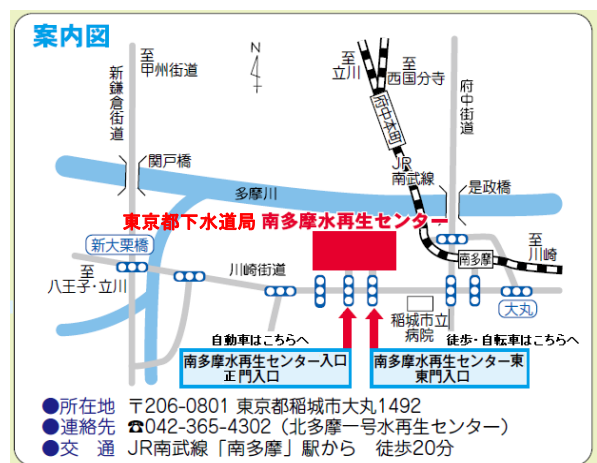 案内図
N
至
甲州街道
至
立川
至
西国分寺
新鎌倉街道
府中街道
府中本町
関戸橋
JR
南武線
多摩川
是政橋
東京都下水道局 南多摩水再生センター
新大栗橋
至
川崎
南多摩
至
八王子・立川
川崎街道
稲城市立
病院
大丸
自動車はこちらへ
徒歩・自転車はこちらへ
南多摩水再生センター入口
正門入口
南多摩水再生センター東
東門入口
●所在地 〒206-0801 東京都稲城市大丸1492
●連絡先 ☎042-365-4302（北多摩一号水再生センター）
●交　通 JR南武線「南多摩」駅から　徒歩20分